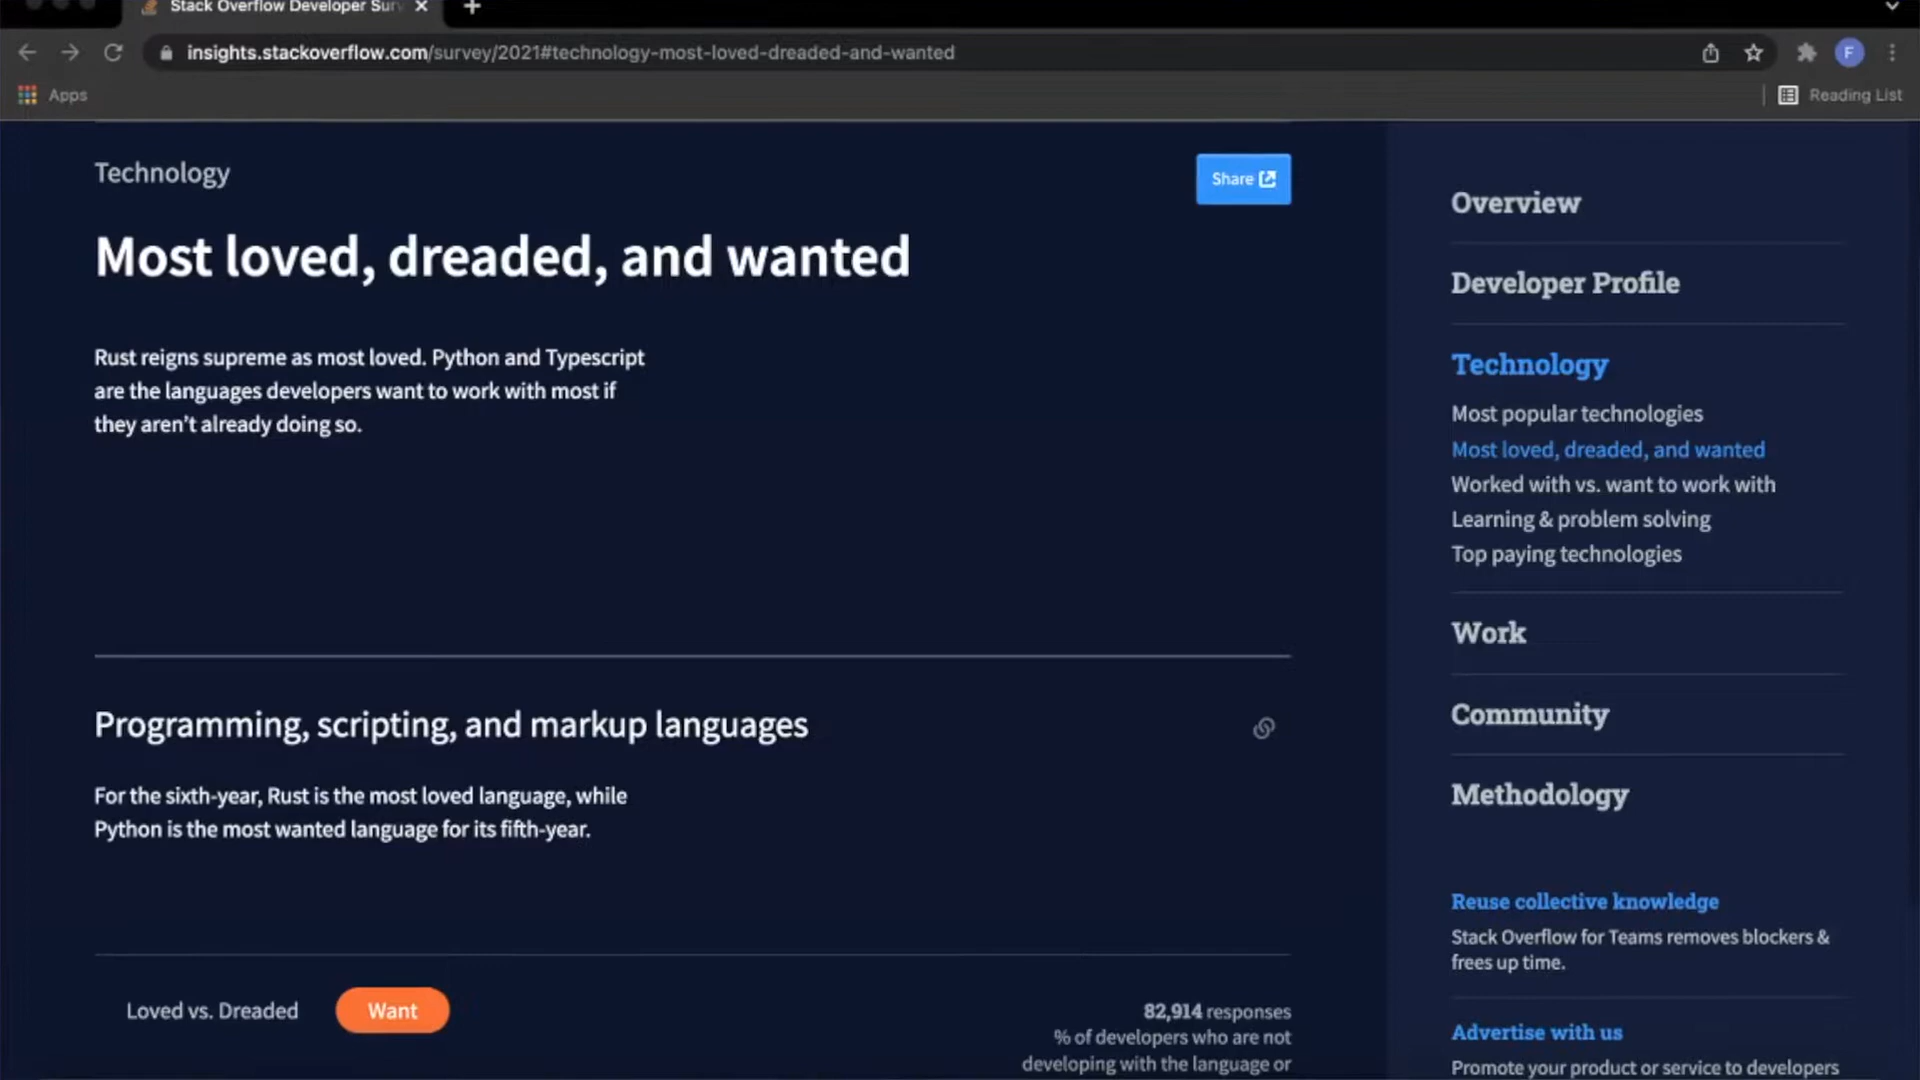 Stack Overflow Developer Sur
insights.stackoverflow.com/survey/2021#technology-most-loved-dreaded-and-wanted
F
Apps
Reading List
Technology
Share
Most loved, dreaded, and wanted
Rust reigns supreme as most loved. Python and Typescript
are the languages developers want to work with most if
they aren't already doing so.
Programming, scripting, and markup languages
For the sixth-year, Rust is the most loved language, while
Python is the most wanted language for its fifth-year.
Loved vs. Dreaded
Want
82,914 responses
% of developers who are not
developing with the language or
Overview
Developer Profile
Technology
Most popular technologies
Most loved, dreaded, and wanted
Worked with vs. want to work with
Learning & problem solving
Top paying technologies
Work
Community
Methodology
Reuse collective knowledge
Stack Overflow for Teams removes blockers &
frees up time.
Advertise with us
Promote your product or service to developers